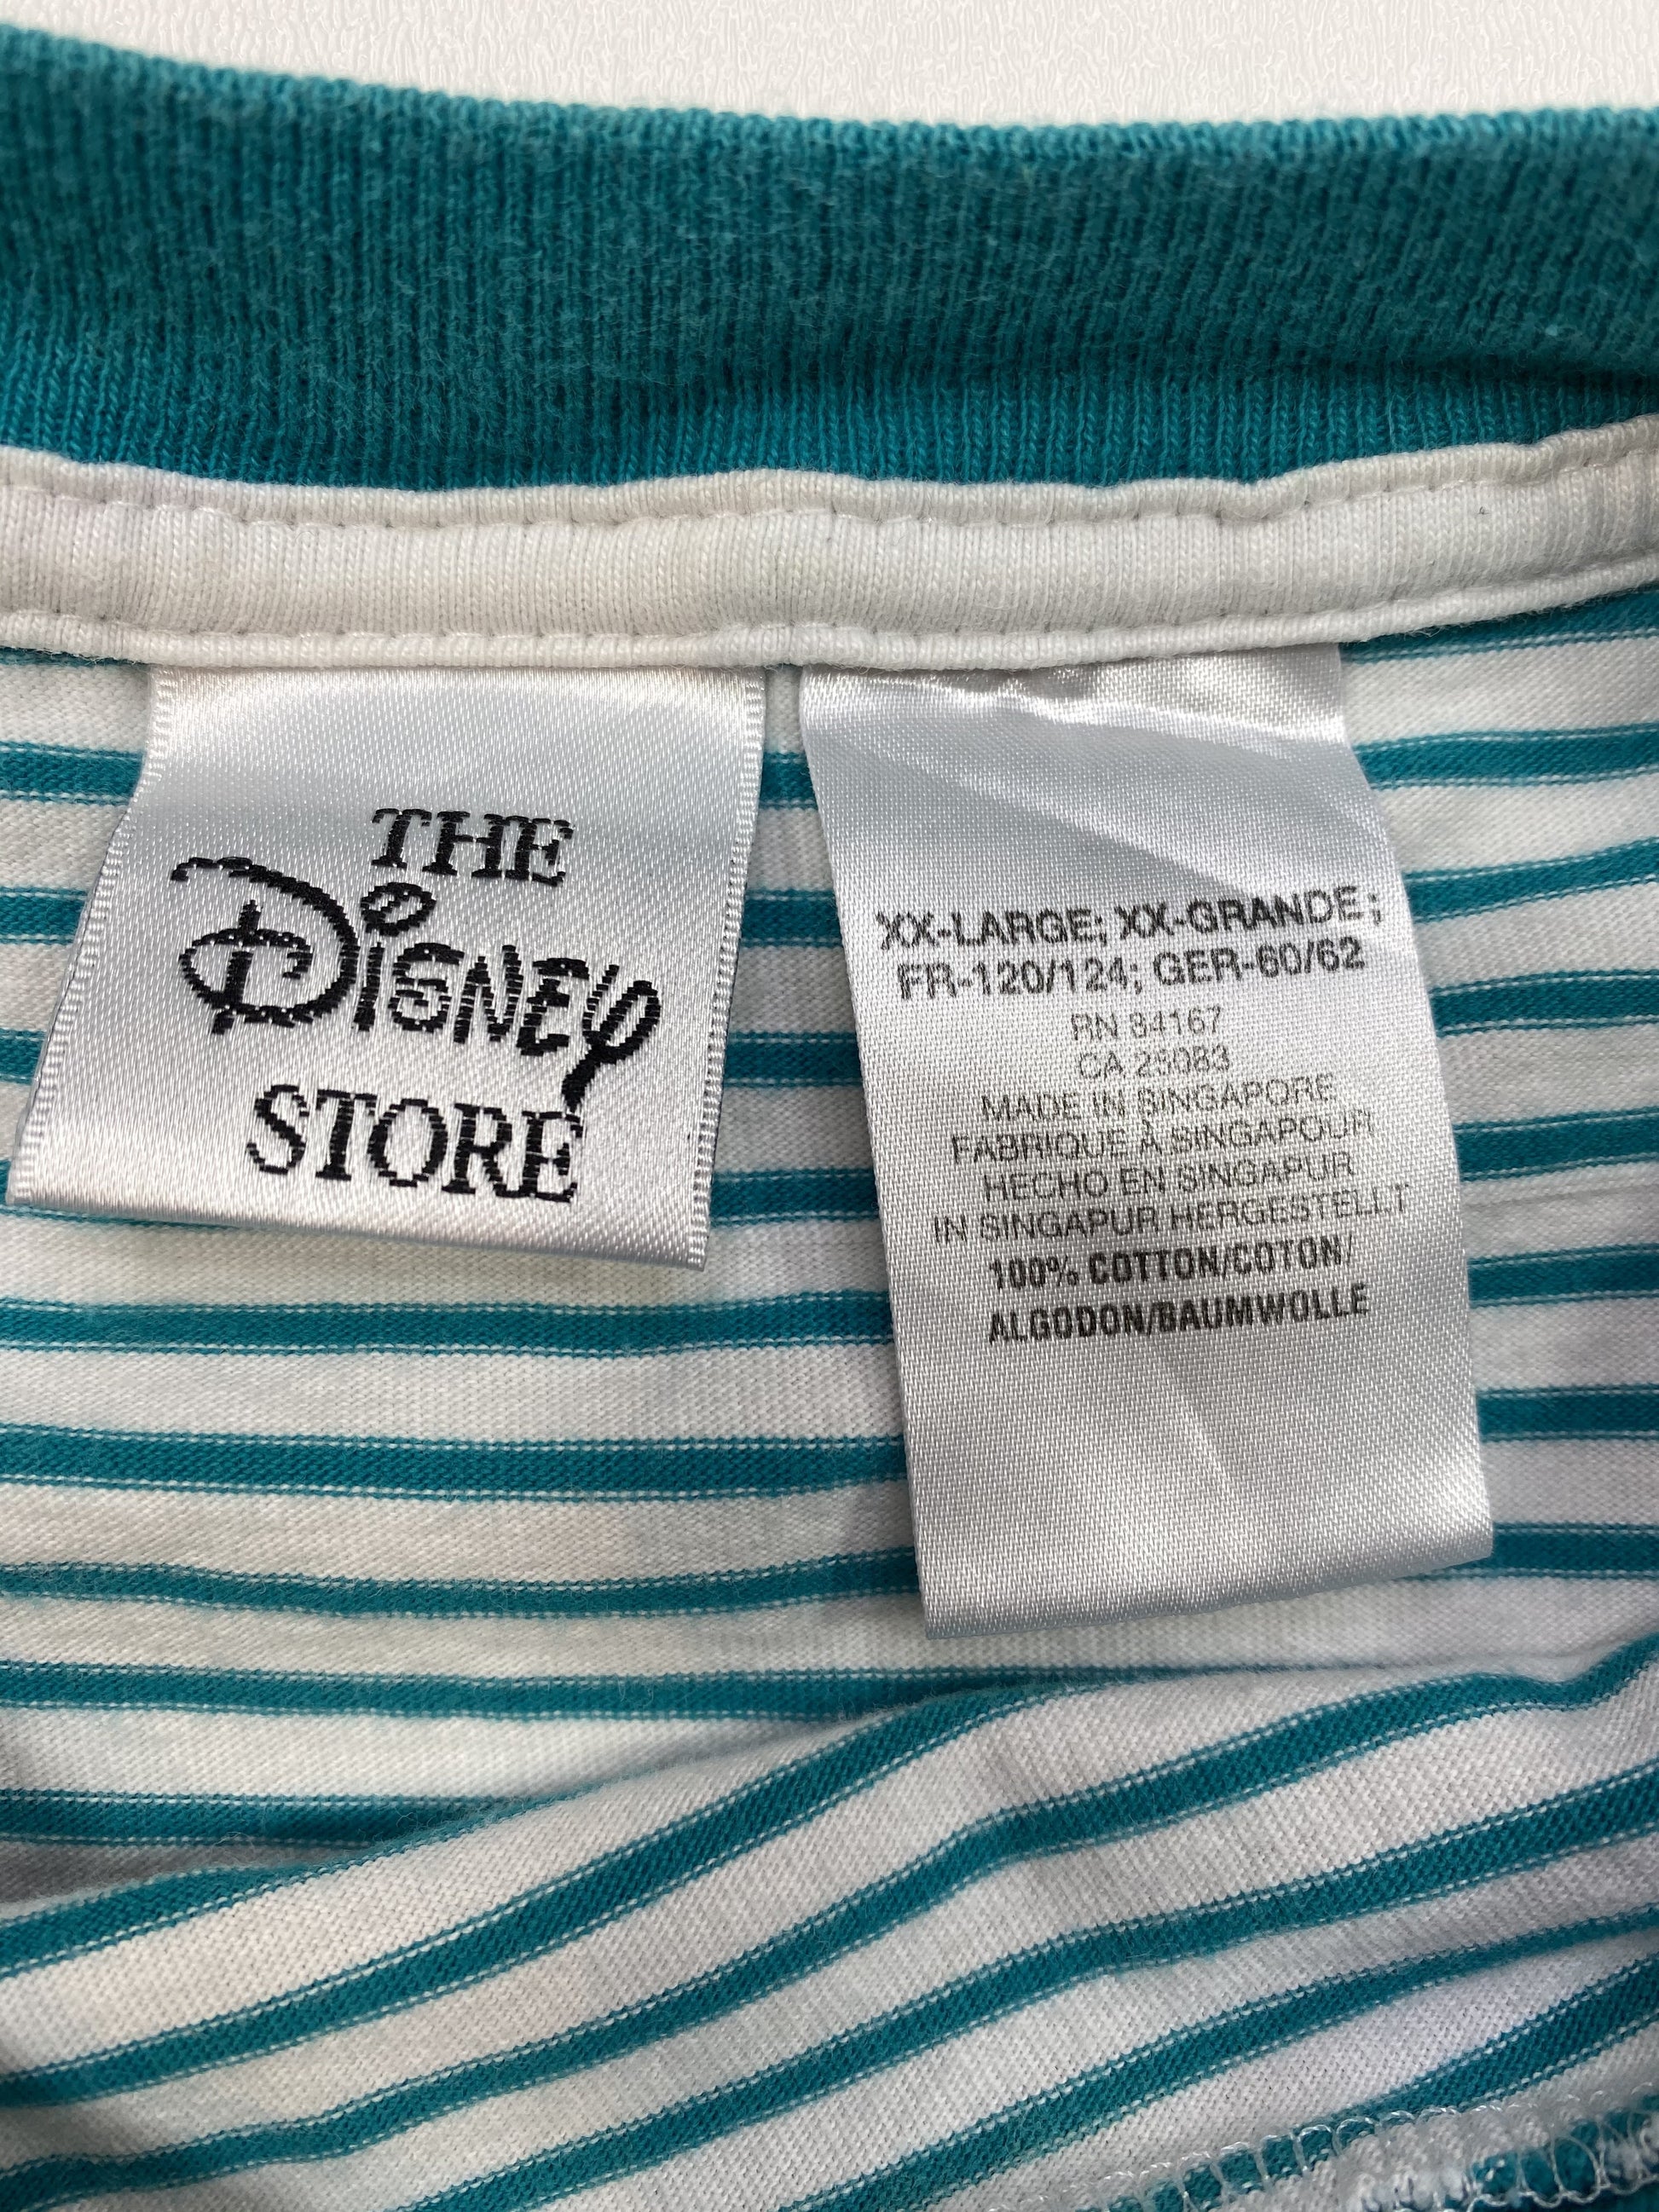 THE
Disney
STORE
XX-LARGE; XX-GRANDE;
FR-120/124; GER-60/62
RN 84167
CA 25083
MADE IN SINGAPORE
FABRIQUE À SINGAPOUR
HECHO EN SINGAPUR
IN SINGAPUR HERGESTELLT
100% COTTON/COTON/
ALGODON/BAUMWOLLE